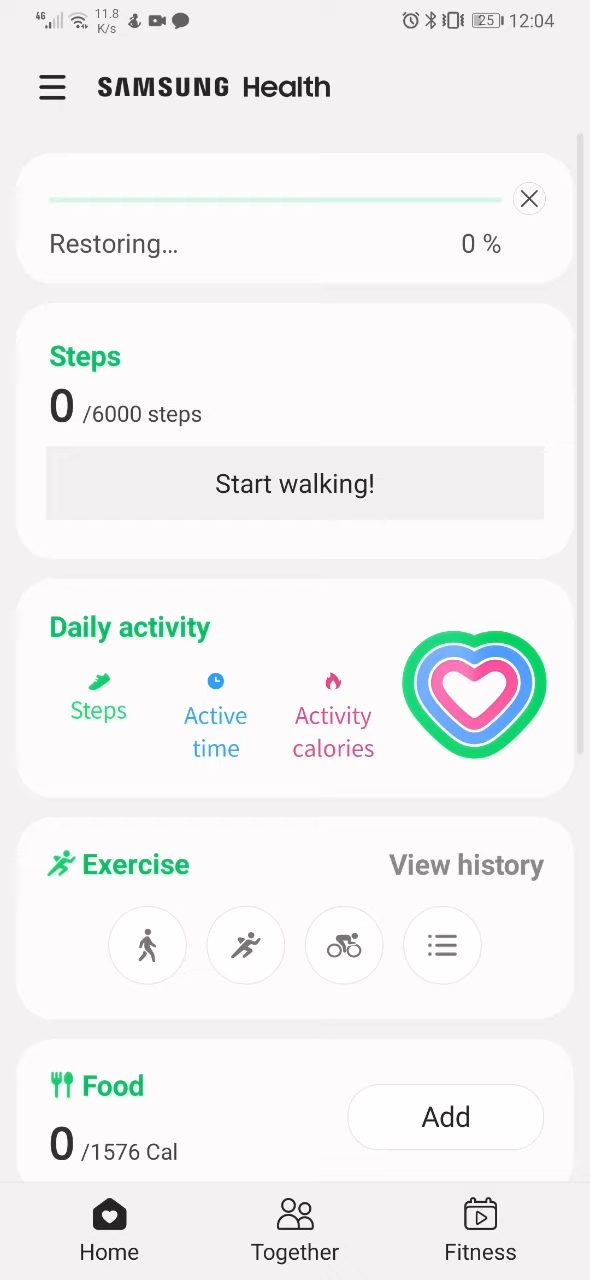 4G 11.8 K/s 25 12:04
SAMSUNG Health
Restoring... 0 %
Steps
0 /6000 steps
Start walking!
Daily activity
Steps
Active time
Activity calories
Exercise View history
Food
0 /1576 Cal
Add
Home Together Fitness